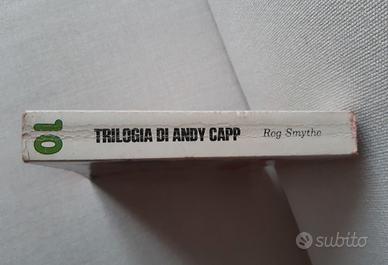 10
TRILOGIA DI ANDY CAPP Reg Smythe
subito